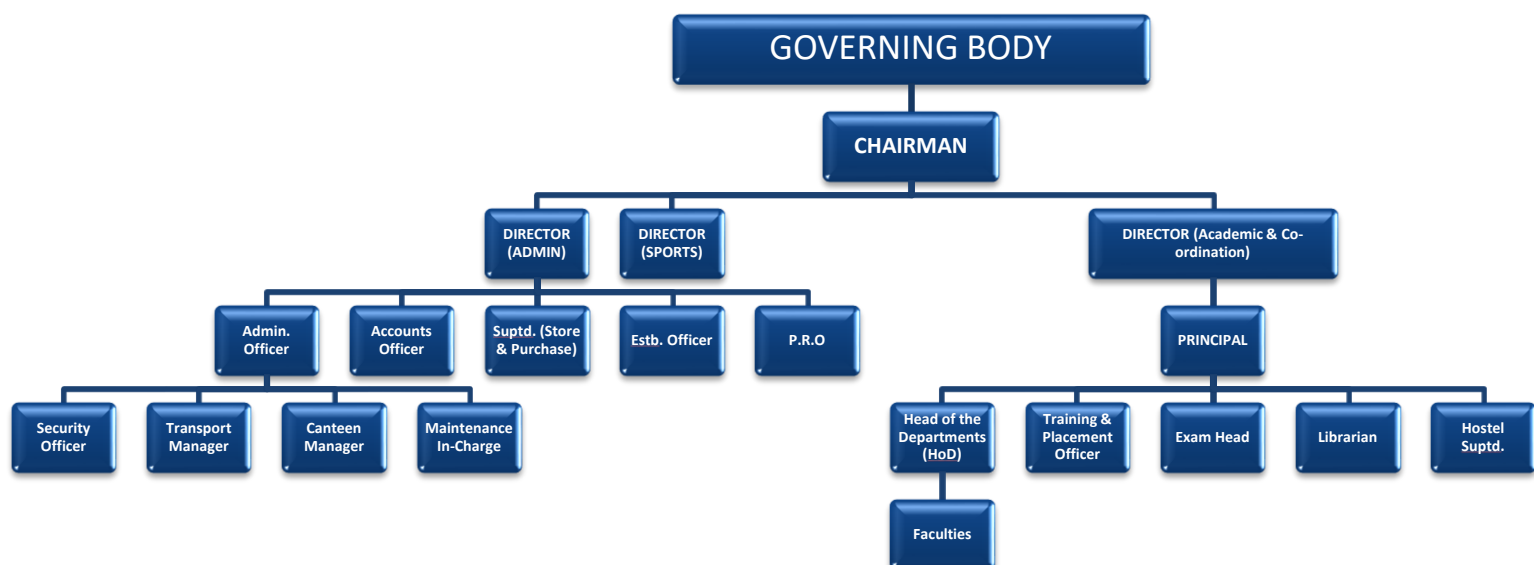 GOVERNING BODY
CHAIRMAN
DIRECTOR
(ADMIN)
DIRECTOR
(SPORTS)
DIRECTOR (Academic & Co-
ordination)
Admin.
Officer
Accounts
Officer
Suptd. (Store
& Purchase)
Estb. Officer
P.R.O
PRINCIPAL
Security
Officer
Transport
Manager
Canteen
Manager
Maintenance
In-Charge
Head of the
Departments
(HoD)
Training &
Placement
Officer
Exam Head
Librarian
Hostel
Suptd.
Faculties